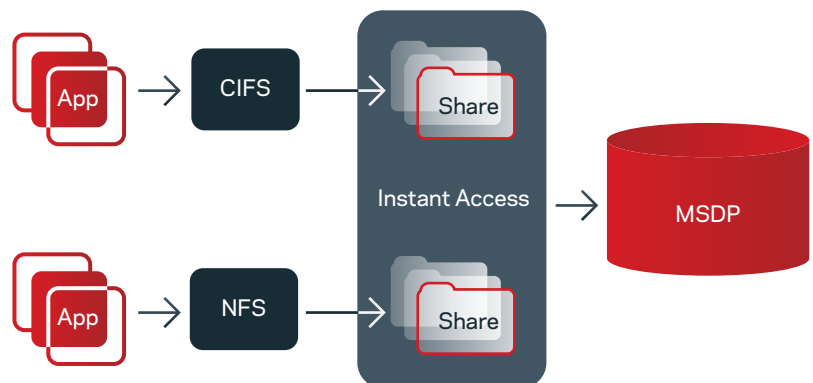 App
CIFS
Share
Instant Access
MSDP
App
NFS
Share